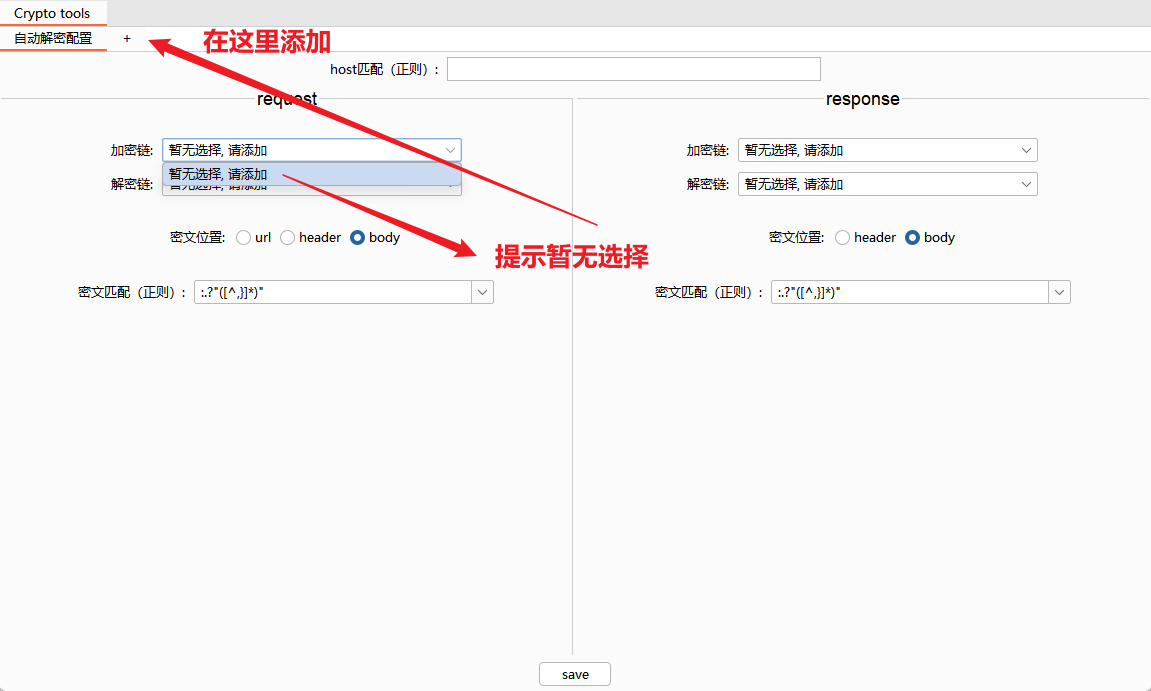 Crypto tools
自动解密配置 +
在这里添加
host匹配（正则）:
request
response
加密链: 暂无选择, 请添加
暂无选择, 请添加
解密链: 暂无选择, 请添加
加密链: 暂无选择, 请添加
解密链: 暂无选择, 请添加
密文位置: url header body
密文位置: header body
提示暂无选择
密文匹配（正则）: :.?"([^,}]*)"
密文匹配（正则）: :.?"([^,}]*)"
save